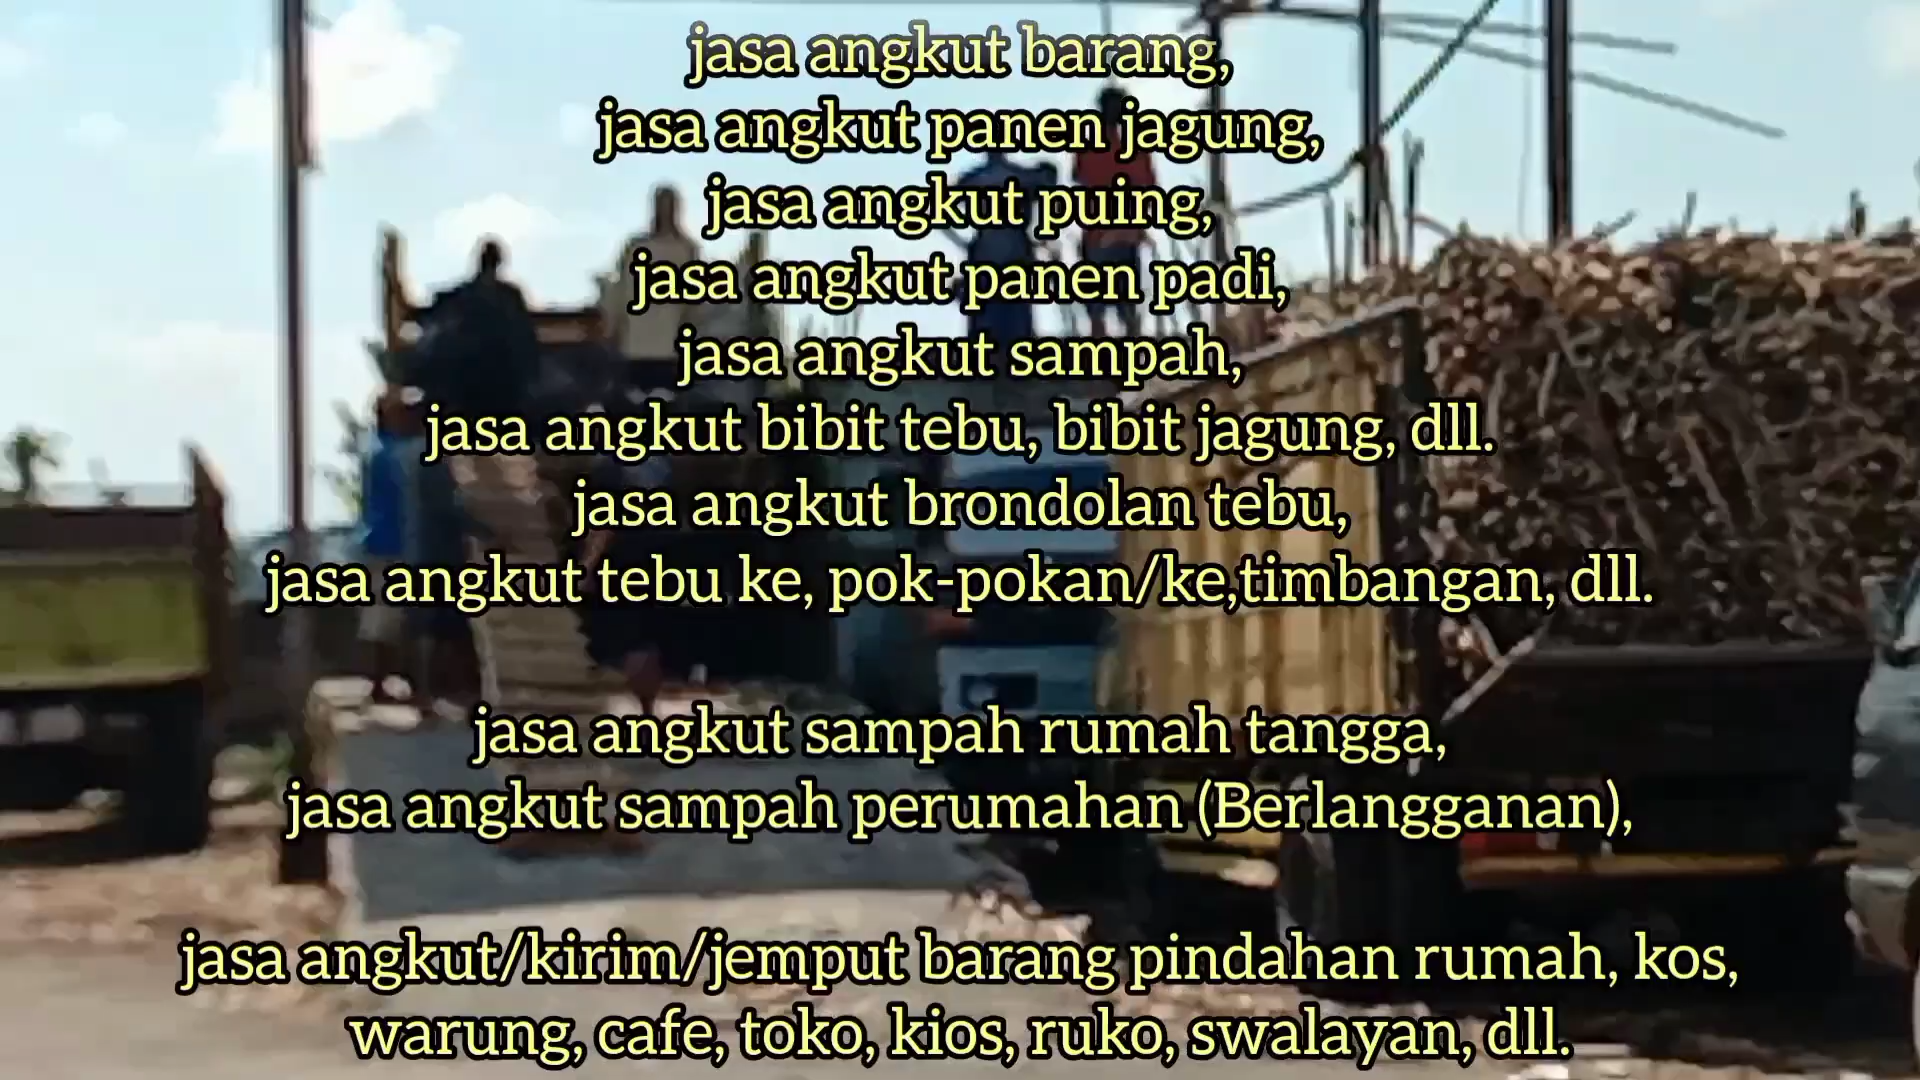 jasa angkut barang,
jasa angkut panen jagung,
jasa angkut puing,
jasa angkut panen padi,
jasa angkut sampah,
jasa angkut bibit tebu, bibit jagung, dll.
jasa angkut brondolan tebu,
jasa angkut tebu ke, pok-pokan/ke,timbangan, dll.
jasa angkut sampah rumah tangga,
jasa angkut sampah perumahan (Berlangganan),
jasa angkut/kirim/jemput barang pindahan rumah, kos,
warung, cafe, toko, kios, ruko, swalayan, dll.